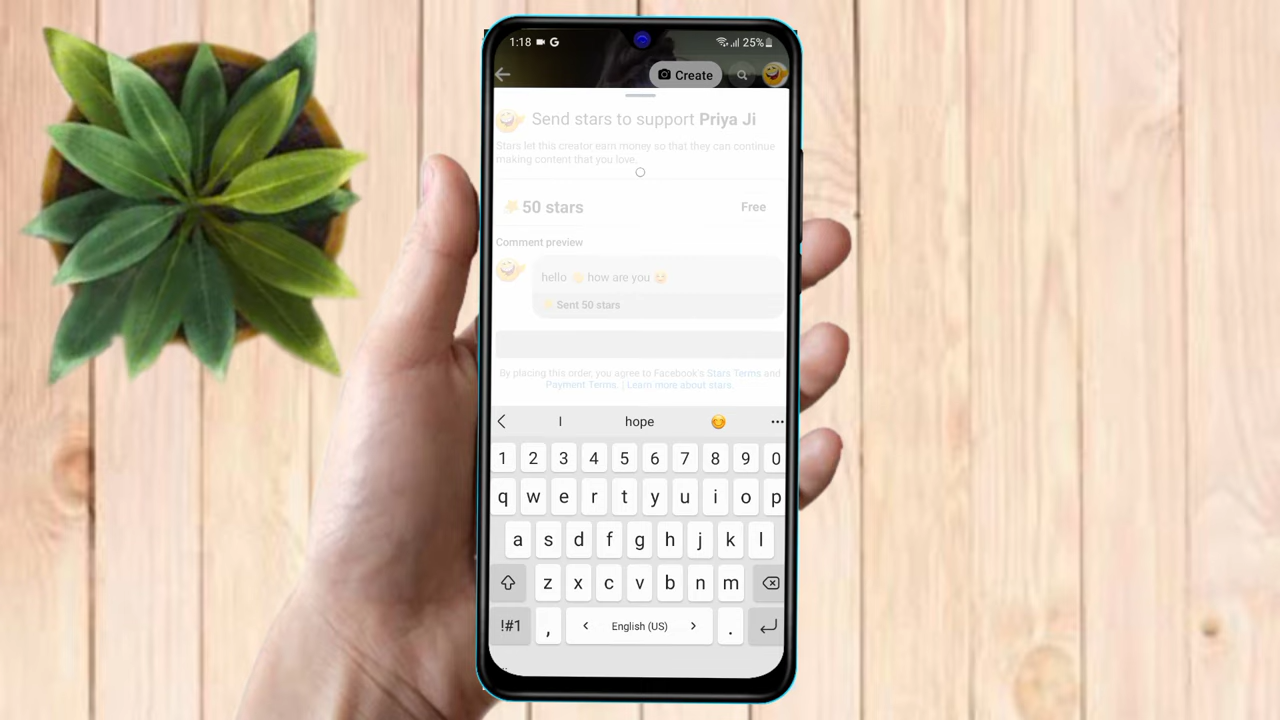 1:18 G 25%
Create
Send stars to support Priya Ji
Stars let this creator earn money so that they can continue
making content that you love.
50 stars Free
Comment preview
hello 👋 how are you 😊
Sent 50 stars
By placing this order, you agree to Facebook's Stars Terms and
Payment Terms. | Learn more about stars.
I hope 😊 •••
1 2 3 4 5 6 7 8 9 0
q w e r t y u i o p
a s d f g h j k l
z x c v b n m
!#1 , < English (US) > .